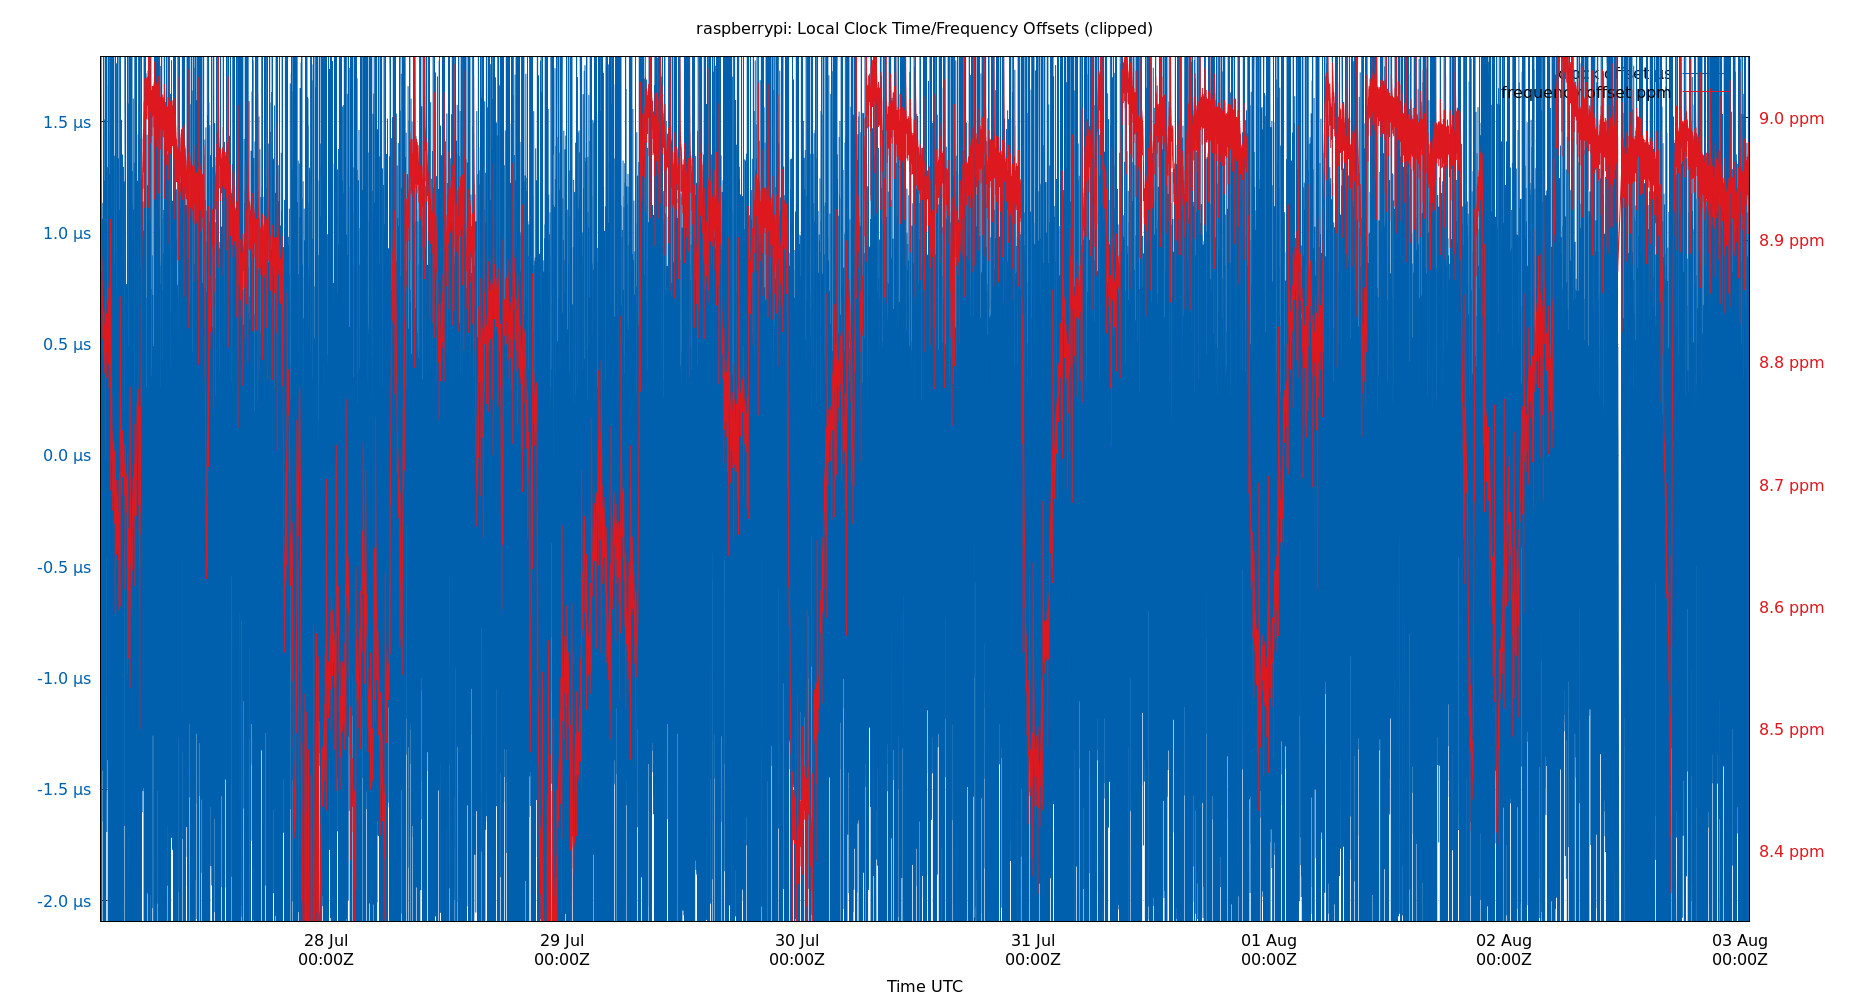 raspberrypi: Local Clock Time/Frequency Offsets (clipped)
clock offset µs
frequency offset ppm
1.5 µs
1.0 µs
0.5 µs
0.0 µs
-0.5 µs
-1.0 µs
-1.5 µs
-2.0 µs
9.0 ppm
8.9 ppm
8.8 ppm
8.7 ppm
8.6 ppm
8.5 ppm
8.4 ppm
28 Jul
00:00Z
29 Jul
00:00Z
30 Jul
00:00Z
31 Jul
00:00Z
01 Aug
00:00Z
02 Aug
00:00Z
03 Aug
00:00Z
Time UTC